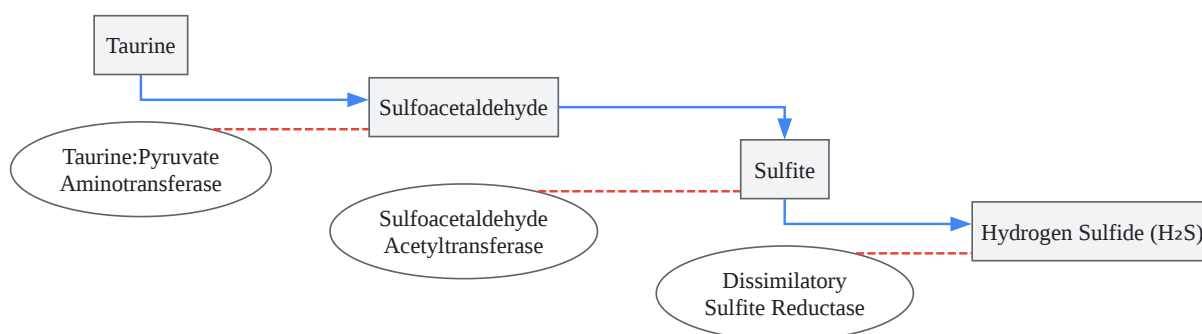 Taurine
Sulfoacetaldehyde
Taurine:Pyruvate
Aminotransferase
Sulfite
Sulfoacetaldehyde
Acetyltransferase
Hydrogen Sulfide (H₂S)
Dissimilatory
Sulfite Reductase